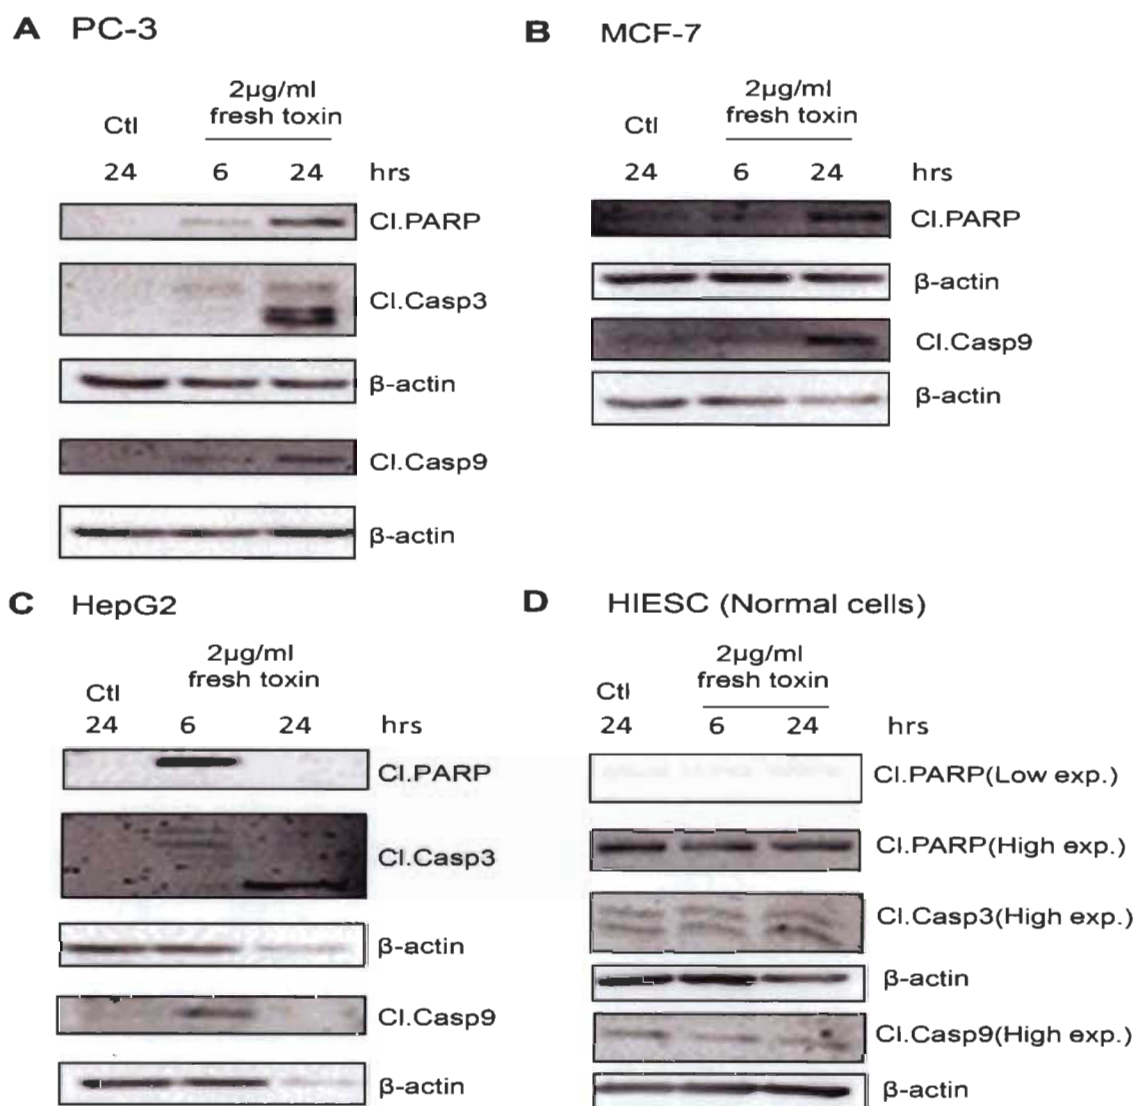 A PC-3
2µg/ml
fresh toxin
Ctl
24 6 24 hrs
Cl.PARP
Cl.Casp3
β-actin
Cl.Casp9
β-actin
B MCF-7
2µg/ml
fresh toxin
Ctl
24 6 24 hrs
Cl.PARP
β-actin
Cl.Casp9
β-actin
C HepG2
2µg/ml
fresh toxin
Ctl
24 6 24 hrs
Cl.PARP
Cl.Casp3
β-actin
Cl.Casp9
β-actin
D HIESC (Normal cells)
2µg/ml
fresh toxin
Ctl
24 6 24 hrs
Cl.PARP(Low exp.)
Cl.PARP(High exp.)
Cl.Casp3(High exp.)
β-actin
Cl.Casp9(High exp.)
β-actin